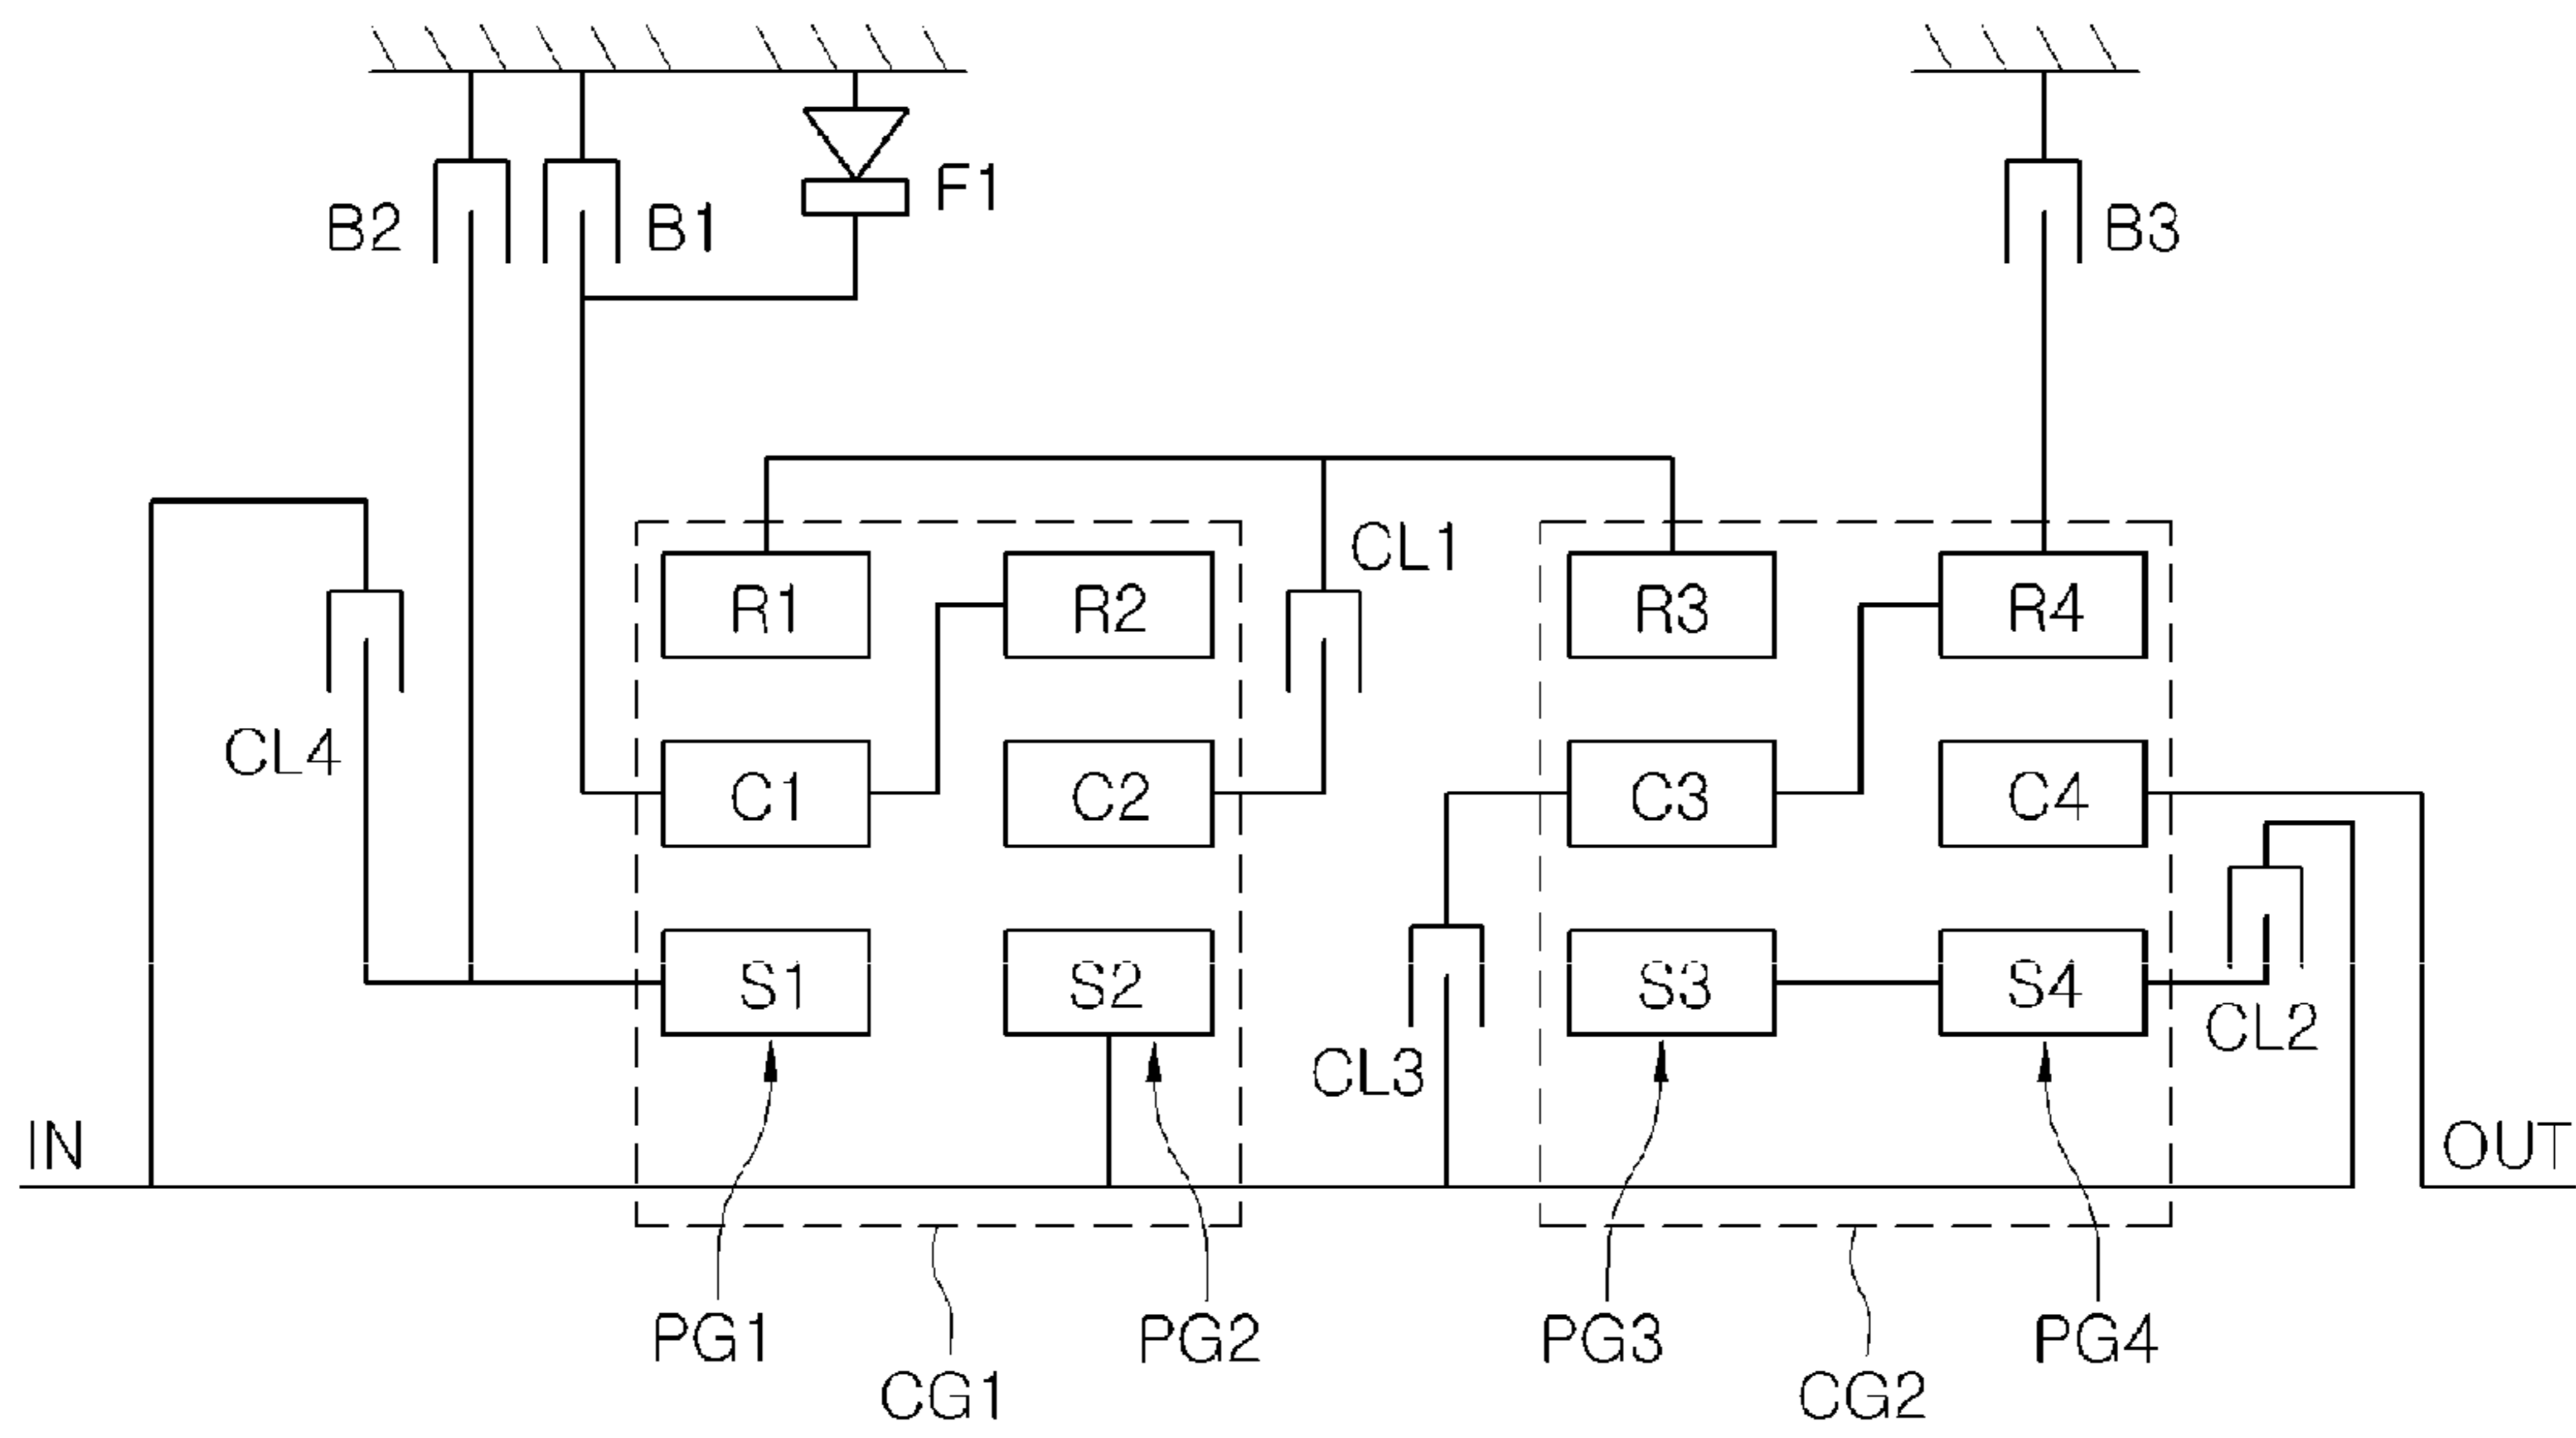 F1
B2
B1
B3
CL1
R1
R2
R3
R4
CL4
C1
C2
C3
C4
S1
S2
S3
S4
CL2
CL3
IN
OUT
PG1
PG2
PG3
PG4
CG1
CG2